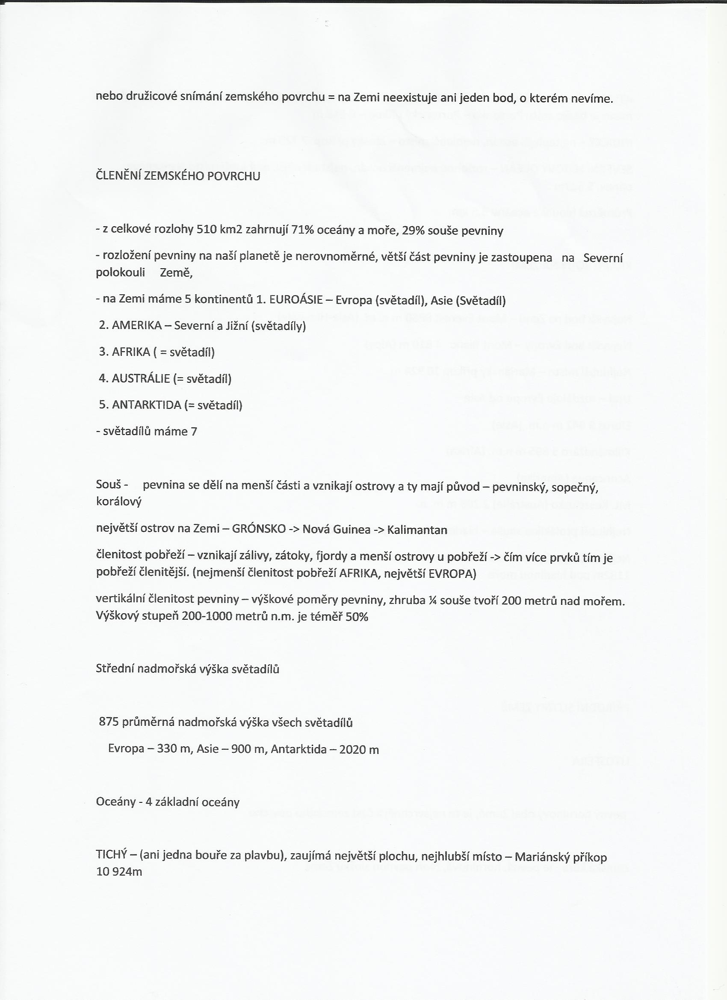 nebo družicové snímání zemského povrchu = na Zemi neexistuje ani jeden bod, o kterém nevíme.
ČLENĚNÍ ZEMSKÉHO POVRCHU
- z celkové rozlohy 510 km2 zahrnují 71% oceány a moře, 29% souše pevniny
- rozložení pevniny na naší planetě je nerovnoměrné, větší část pevniny je zastoupena na Severní
polokouli Země,
- na Zemi máme 5 kontinentů 1. EUROÁSIE – Evropa (světadíl), Asie (Světadíl)
2. AMERIKA – Severní a Jižní (světadíly)
3. AFRIKA ( = světadíl)
4. AUSTRÁLIE (= světadíl)
5. ANTARKTIDA (= světadíl)
- světadílů máme 7
Souš - pevnina se dělí na menší části a vznikají ostrovy a ty mají původ – pevninský, sopečný,
korálový
největší ostrov na Zemi – GRÓNSKO -> Nová Guinea -> Kalimantan
členitost pobřeží – vznikají zálivy, zátoky, fjordy a menší ostrovy u pobřeží -> čím více prvků tím je
pobřeží členitější. (nejmenší členitost pobřeží AFRIKA, největší EVROPA)
vertikální členitost pevniny – výškové poměry pevniny, zhruba ¼ souše tvoří 200 metrů nad mořem.
Výškový stupeň 200-1000 metrů n.m. je téměř 50%
Střední nadmořská výška světadílů
875 průměrná nadmořská výška všech světadílů
Evropa – 330 m, Asie – 900 m, Antarktida – 2020 m
Oceány - 4 základní oceány
TICHÝ – (ani jedna bouře za plavbu), zaujímá největší plochu, nejhlubší místo – Mariánský příkop
10 924m